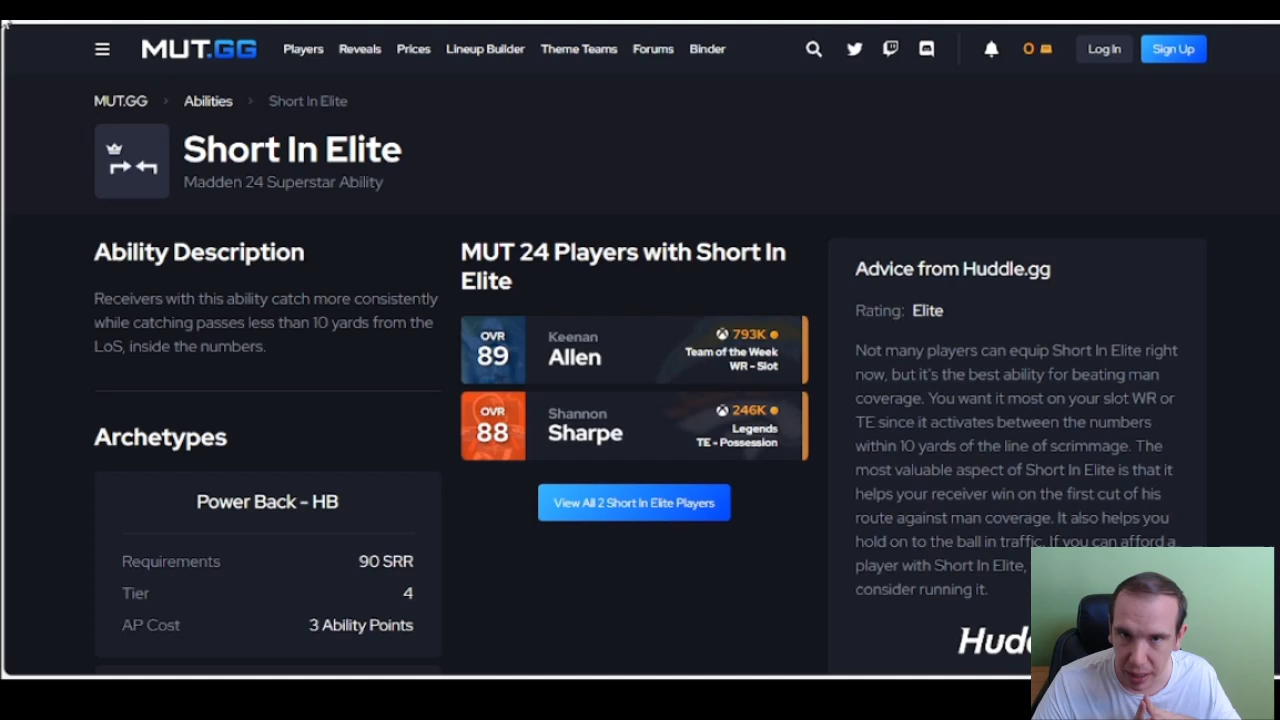 MUT.GG
Players
Reveals
Prices
Lineup Builder
Theme Teams
Forums
Binder
0
Log In
Sign Up
MUT.GG
Abilities
Short In Elite
Short In Elite
Madden 24 Superstar Ability
Ability Description
Receivers with this ability catch more consistently
while catching passes less than 10 yards from the
LoS, inside the numbers.
Archetypes
Power Back - HB
Requirements 90 SRR
Tier 4
AP Cost 3 Ability Points
MUT 24 Players with Short In
Elite
OVR
89
Keenan
Allen
793K
Team of the Week
WR - Slot
OVR
88
Shannon
Sharpe
246K
Legends
TE - Possession
View All 2 Short In Elite Players
Advice from Huddle.gg
Rating: Elite
Not many players can equip Short In Elite right
now, but it's the best ability for beating man
coverage. You want it most on your slot WR or
TE since it activates between the numbers
within 10 yards of the line of scrimmage. The
most valuable aspect of Short In Elite is that it
helps your receiver win on the first cut of his
route against man coverage. It also helps you
hold on to the ball in traffic. If you can afford a
player with Short In Elite,
consider running it.